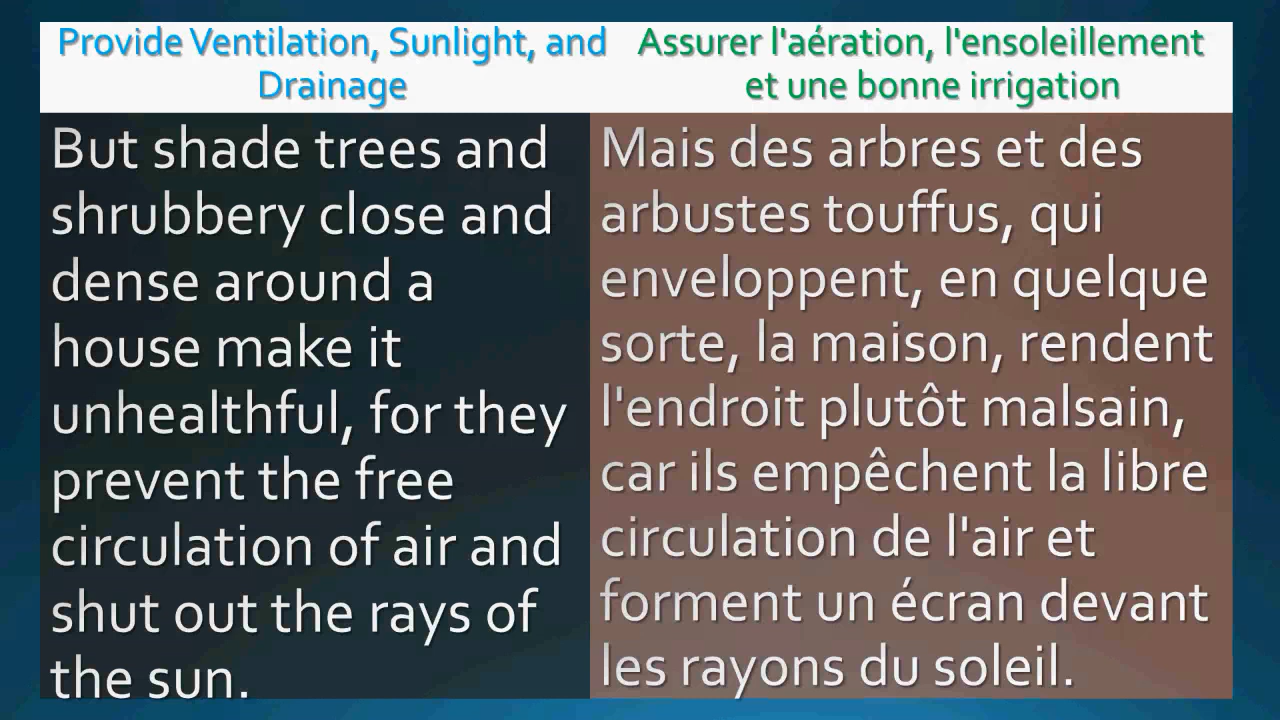 Provide Ventilation, Sunlight, and
Drainage
Assurer l'aération, l'ensoleillement
et une bonne irrigation
But shade trees and
shrubbery close and
dense around a
house make it
unhealthful, for they
prevent the free
circulation of air and
shut out the rays of
the sun.
Mais des arbres et des
arbustes touffus, qui
enveloppent, en quelque
sorte, la maison, rendent
l'endroit plutôt malsain,
car ils empêchent la libre
circulation de l'air et
forment un écran devant
les rayons du soleil.